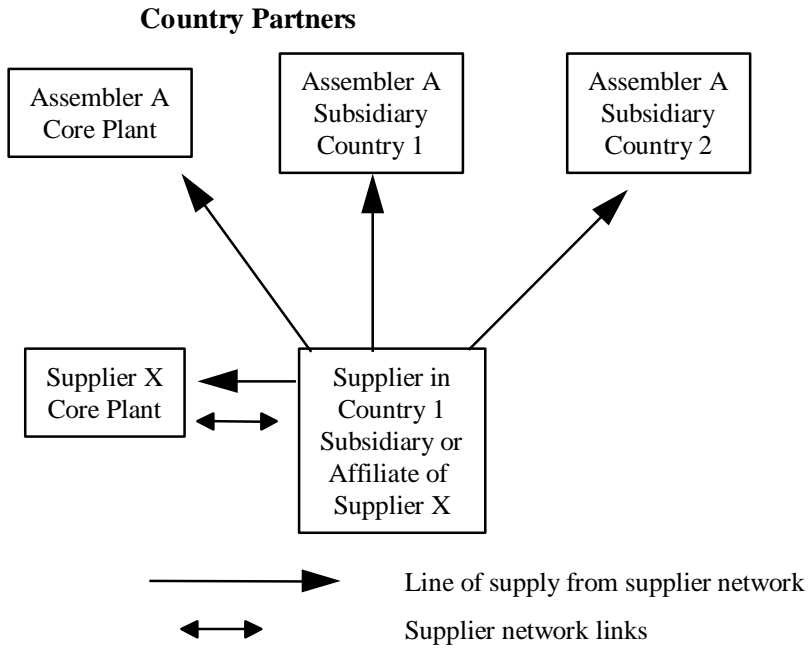 Country Partners
Assembler A
Core Plant
Assembler A
Subsidiary
Country 1
Assembler A
Subsidiary
Country 2
Supplier X
Core Plant
Supplier in
Country 1
Subsidiary or
Affiliate of
Supplier X
Line of supply from supplier network
Supplier network links